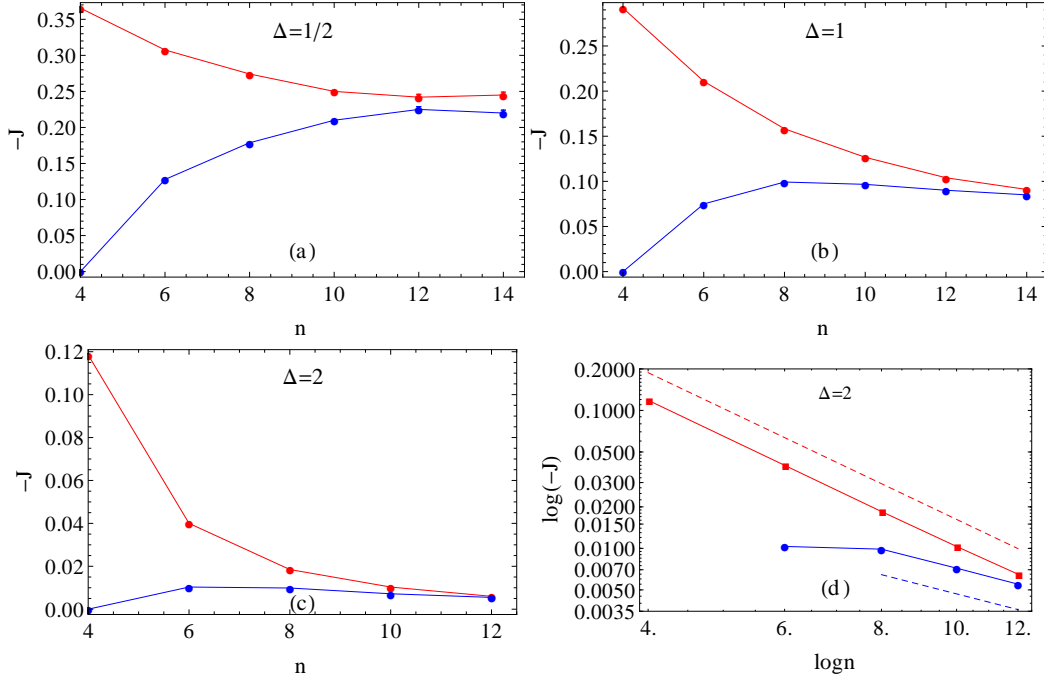 Δ=1/2
0.35
0.30
0.25
0.20
0.15
0.10
0.05
0.00
-J
(a)
4 6 8 10 12 14
n
Δ=1
0.25
0.20
0.15
0.10
0.05
0.00
-J
(b)
4 6 8 10 12 14
n
Δ=2
0.12
0.10
0.08
0.06
0.04
0.02
0.00
-J
(c)
4 6 8 10 12
n
Δ=2
0.2000
0.1000
0.0500
0.0300
0.0200
0.0150
0.0100
0.0070
0.0050
0.0035
log(-J)
(d)
4. 6. 8. 10. 12.
logn